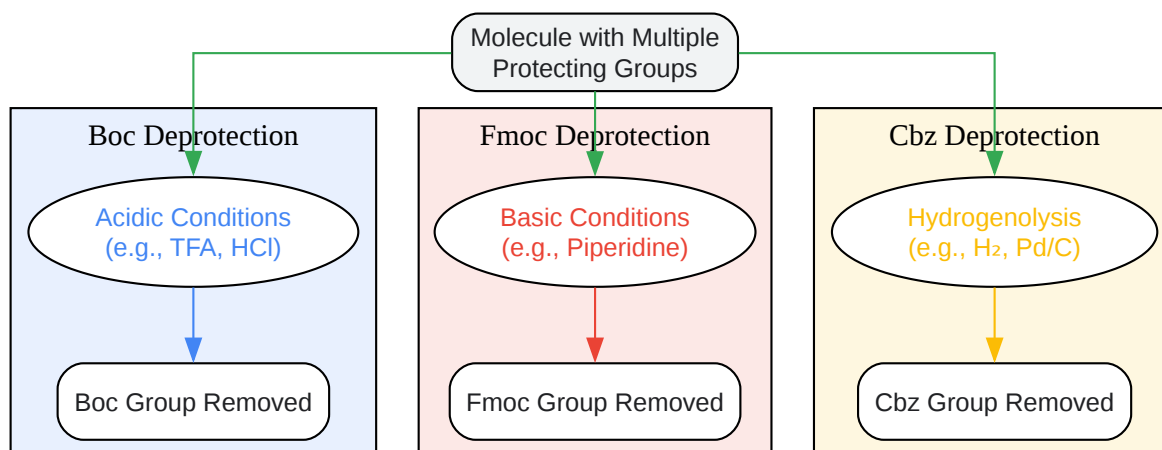 Molecule with Multiple
Protecting Groups
Boc Deprotection
Acidic Conditions
(e.g., TFA, HCl)
Boc Group Removed
Fmoc Deprotection
Basic Conditions
(e.g., Piperidine)
Fmoc Group Removed
Cbz Deprotection
Hydrogenolysis
(e.g., H₂, Pd/C)
Cbz Group Removed